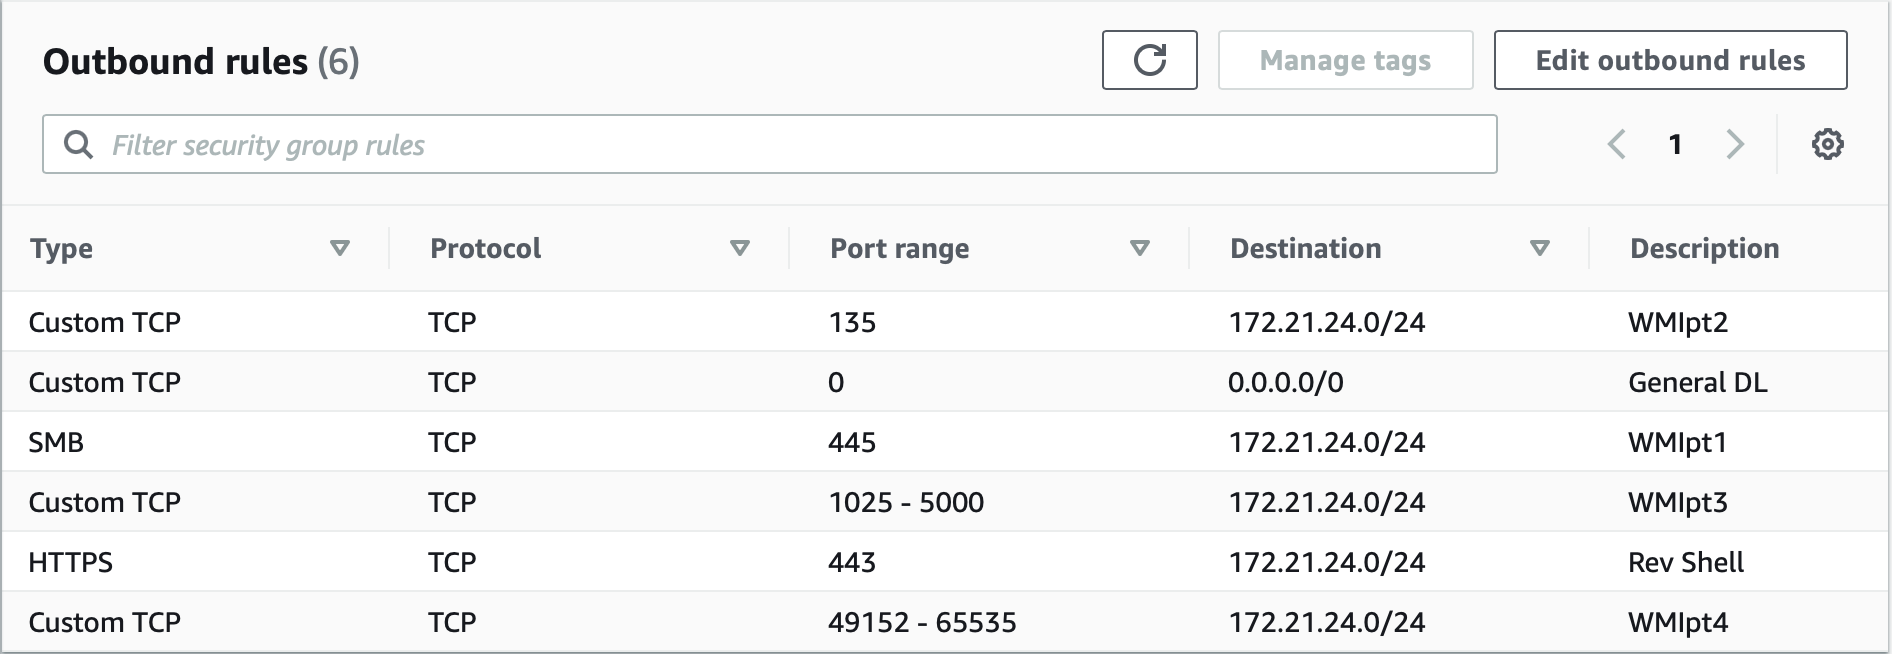 Outbound rules (6)
Manage tags
Edit outbound rules
Filter security group rules
1
Type Protocol Port range Destination Description
Custom TCP TCP 135 172.21.24.0/24 WMIpt2
Custom TCP TCP 0 0.0.0.0/0 General DL
SMB TCP 445 172.21.24.0/24 WMIpt1
Custom TCP TCP 1025 - 5000 172.21.24.0/24 WMIpt3
HTTPS TCP 443 172.21.24.0/24 Rev Shell
Custom TCP TCP 49152 - 65535 172.21.24.0/24 WMIpt4